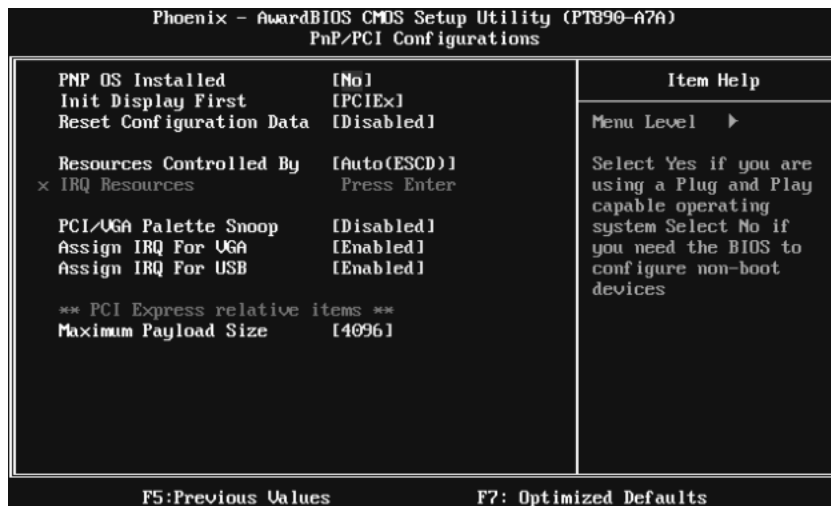 Phoenix - AwardBIOS CMOS Setup Utility (PT890-A7A)
PnP/PCI Configurations
PNP OS Installed [No]
Init Display First [PCIEx]
Reset Configuration Data [Disabled]
Resources Controlled By [Auto(ESCD)]
x IRQ Resources Press Enter
PCI/VGA Palette Snoop [Disabled]
Assign IRQ For VGA [Enabled]
Assign IRQ For USB [Enabled]
** PCI Express relative items **
Maximum Payload Size [4096]
Item Help
Menu Level ▶
Select Yes if you are
using a Plug and Play
capable operating
system Select No if
you need the BIOS to
configure non-boot
devices
F5:Previous Values F7: Optimized Defaults